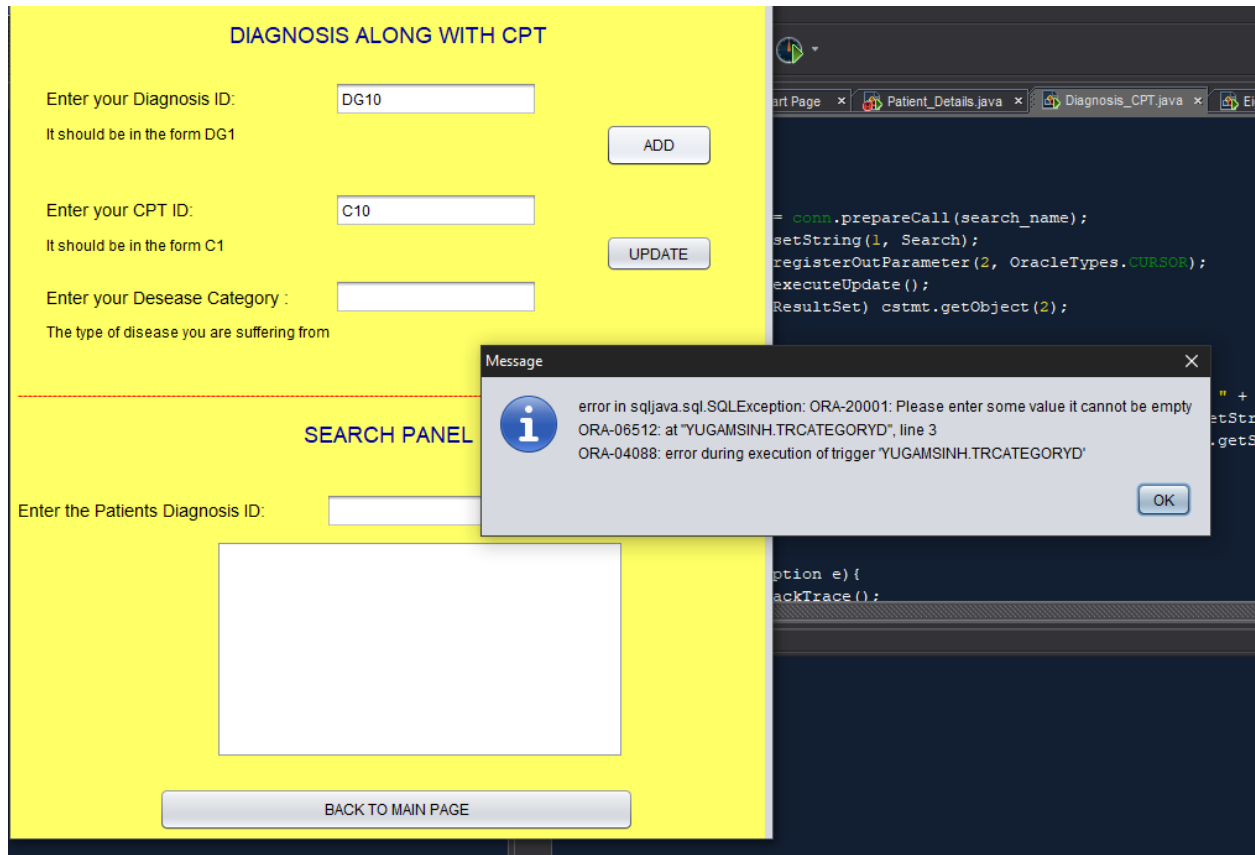 DIAGNOSIS ALONG WITH CPT
Enter your Diagnosis ID:
DG10
It should be in the form DG1
ADD
Enter your CPT ID:
C10
It should be in the form C1
UPDATE
Enter your Desease Category :
The type of disease you are suffering from
SEARCH PANEL
Enter the Patients Diagnosis ID:
BACK TO MAIN PAGE
Message
error in sqljava.sql.SQLException: ORA-20001: Please enter some value it cannot be empty
ORA-06512: at "YUGAMSINH.TRCATEGORYD", line 3
ORA-04088: error during execution of trigger 'YUGAMSINH.TRCATEGORYD'
OK
art Page × Patient_Details.java × Diagnosis_CPT.java × Ei
= conn.prepareCall(search_name);
setString(1, Search);
registerOutParameter(2, OracleTypes.CURSOR);
executeUpdate();
ResultSet) cstmt.getObject(2);
" +
etStr
.getS
ption e){
ackTrace();